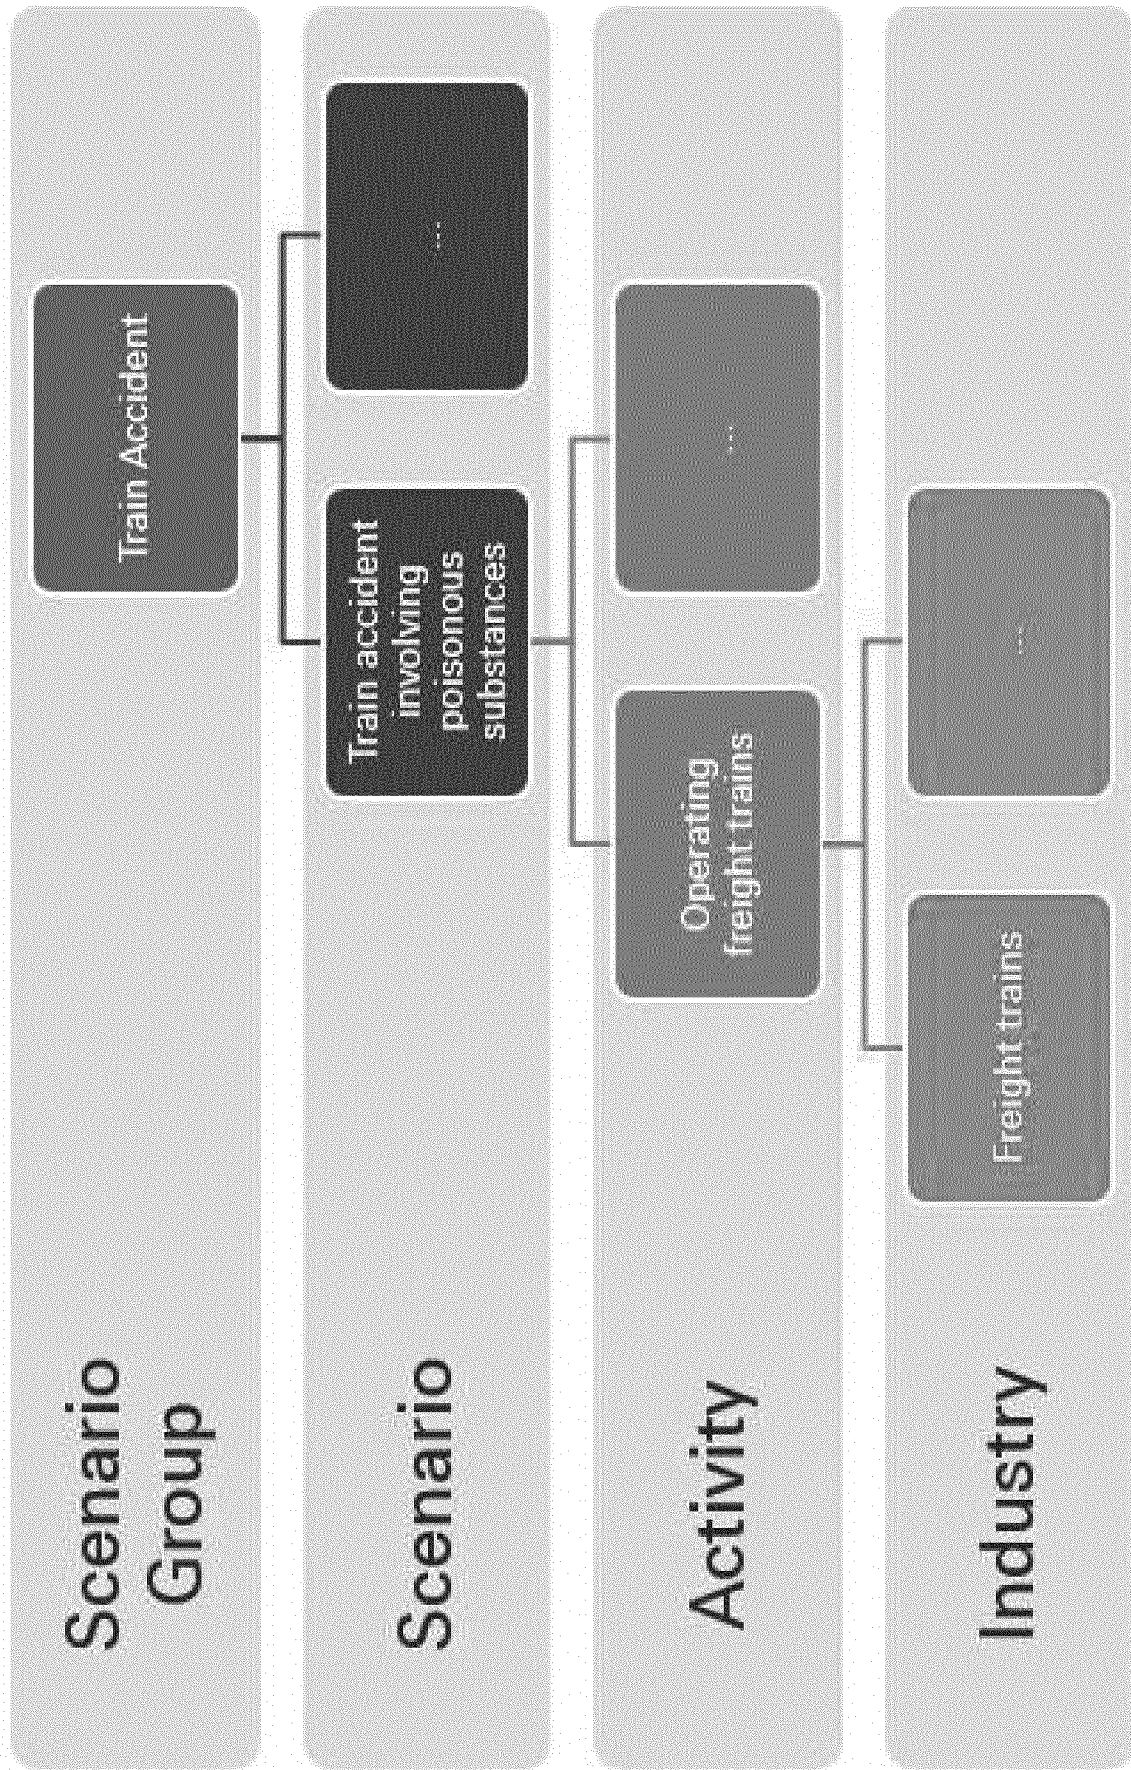 Scenario
Group
Train Accident
Scenario
Train accident
involving
poisonous
substances
...
Activity
Operating
freight trains
...
Industry
Freight trains
...